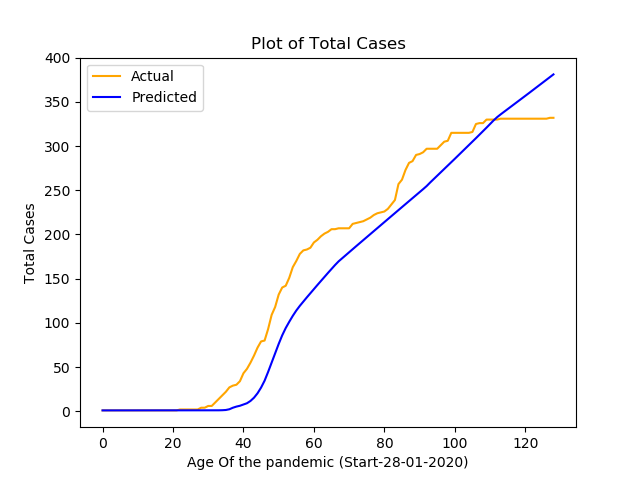 Plot of Total Cases
Actual
Predicted
400
350
300
250
200
150
100
50
0
Total Cases
0 20 40 60 80 100 120
Age Of the pandemic (Start-28-01-2020)